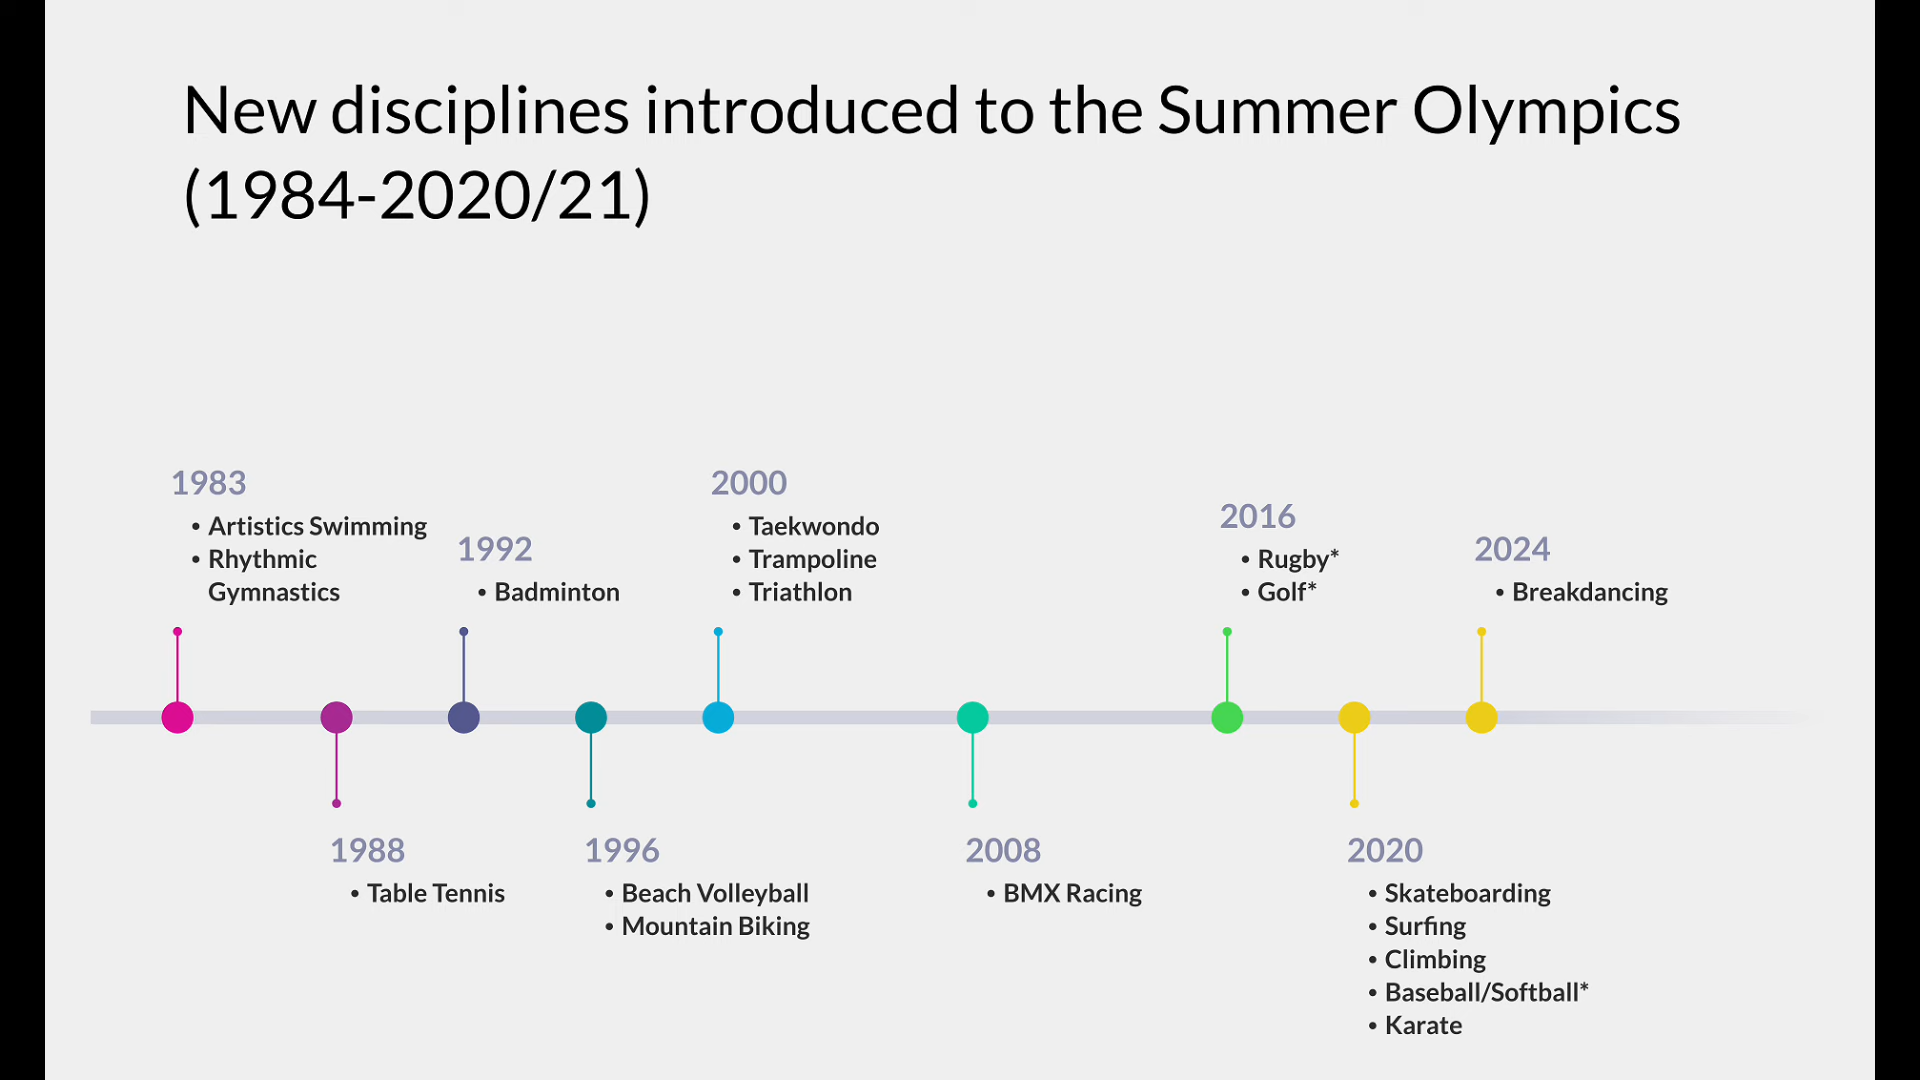 New disciplines introduced to the Summer Olympics
(1984-2020/21)
1983
• Artistics Swimming
• Rhythmic
Gymnastics
1992
• Badminton
2000
• Taekwondo
• Trampoline
• Triathlon
2016
• Rugby*
• Golf*
2024
• Breakdancing
1988
• Table Tennis
1996
• Beach Volleyball
• Mountain Biking
2008
• BMX Racing
2020
• Skateboarding
• Surfing
• Climbing
• Baseball/Softball*
• Karate